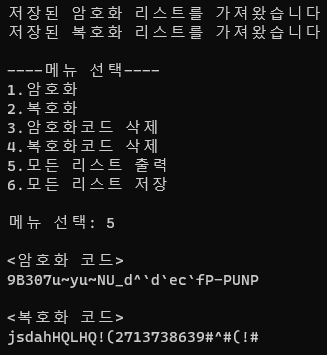 저장된 암호화 리스트를 가져왔습니다
저장된 복호화 리스트를 가져왔습니다
----메뉴 선택----
1.암호화
2.복호화
3.암호화코드 삭제
4.복호화코드 삭제
5.모든 리스트 출력
6.모든 리스트 저장
메뉴 선택: 5
<암호화 코드>
9B307u~yu~NU_d^`d`ec`fP-PUNP
<복호화 코드>
jsdahHQLHQ!(2713738639#^#(!#